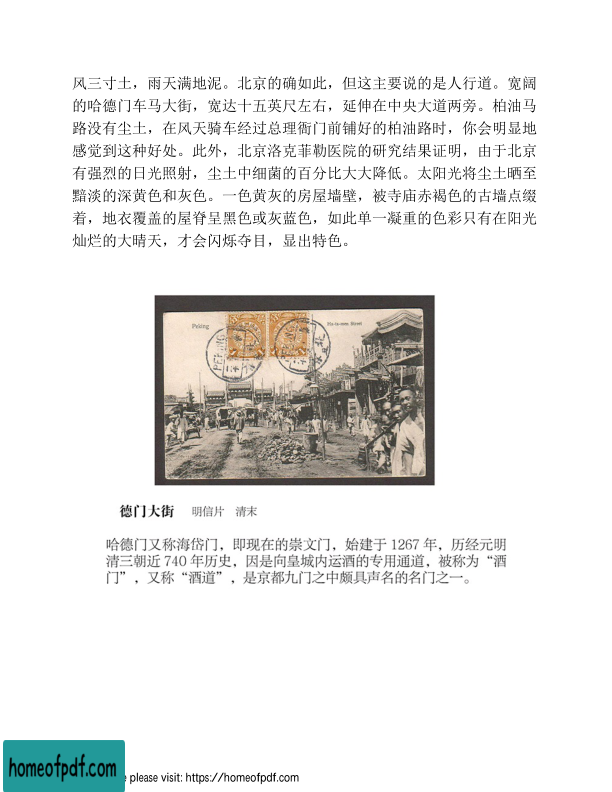 风三寸土，雨天满地泥。北京的确如此，但这主要说的是人行道。宽阔
的哈德门车马大街，宽达十五英尺左右，延伸在中央大道两旁。柏油马
路没有尘土，在风天骑车经过总理衙门前铺好的柏油路时，你会明显地
感觉到这种好处。此外，北京洛克菲勒医院的研究结果证明，由于北京
有强烈的日光照射，尘土中细菌的百分比大大降低。太阳光将尘土晒至
黯淡的深黄色和灰色。一色黄灰的房屋墙壁，被寺庙赤褐色的古墙点缀
着，地衣覆盖的屋脊呈黑色或灰蓝色，如此单一凝重的色彩只有在阳光
灿烂的大晴天，才会闪烁夺目，显出特色。
Peking
Ha-ta-men Street
德门大街 明信片 清末
哈德门又称海岱门，即现在的崇文门，始建于 1267 年，历经元明
清三朝近 740 年历史，因是向皇城内运酒的专用通道，被称为“酒
门”，又称“酒道”，是京都九门之中颇具声名的名门之一。
homeofpdf.com
e please visit: https://homeofpdf.com